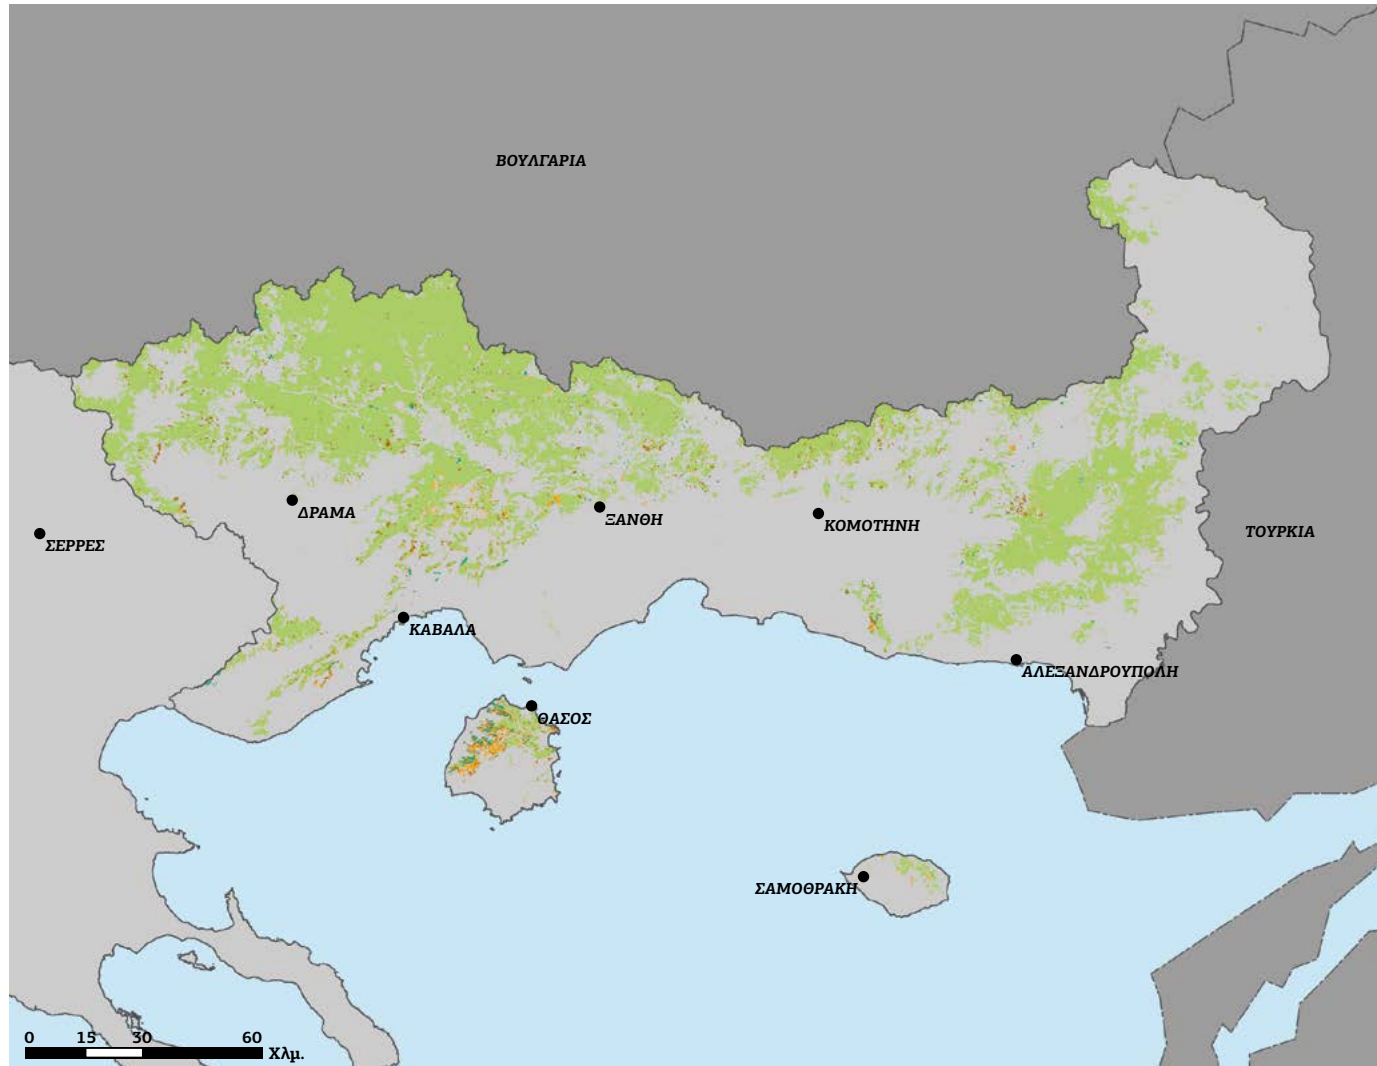 ΒΟΥΛΓΑΡΙΑ
ΔΡΑΜΑ
ΞΑΝΘΗ
ΚΟΜΟΤΗΝΗ
ΤΟΥΡΚΙΑ
ΣΕΡΡΕΣ
ΚΑΒΑΛΑ
ΑΛΕΞΑΝΔΡΟΥΠΟΛΗ
ΘΑΣΟΣ
ΣΑΜΟΘΡΑΚΗ
0 15 30 60
Χλμ.